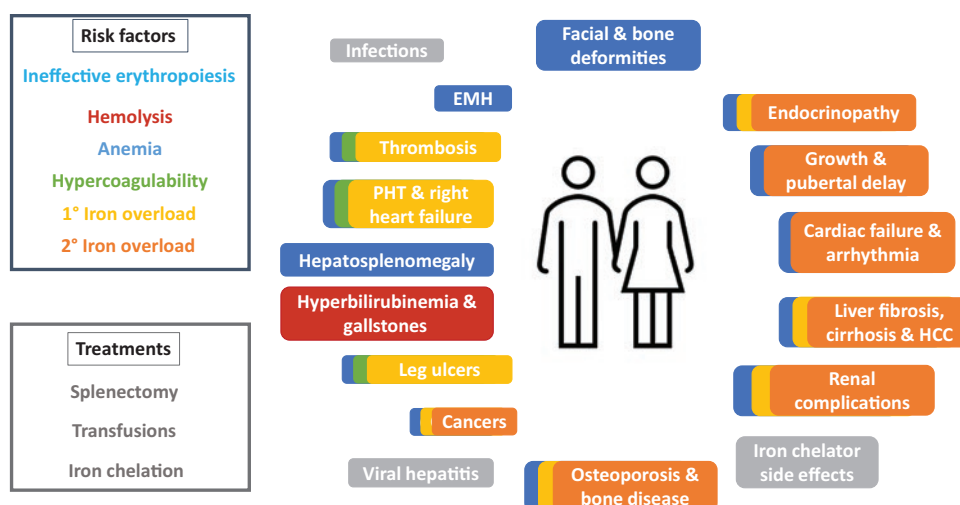 Risk factors
Ineffective erythropoiesis
Hemolysis
Anemia
Hypercoagulability
1° Iron overload
2° Iron overload
Treatments
Splenectomy
Transfusions
Iron chelation
Infections
EMH
Thrombosis
PHT & right
heart failure
Hepatosplenomegaly
Hyperbilirubinemia &
gallstones
Leg ulcers
Cancers
Viral hepatitis
Facial & bone
deformities
Endocrinopathy
Growth &
pubertal delay
Cardiac failure &
arrhythmia
Liver fibrosis,
cirrhosis & HCC
Renal
complications
Iron chelator
side effects
Osteoporosis &
bone disease